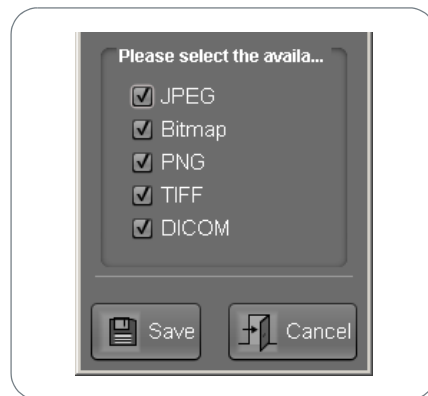 Please select the availa...
JPEG
Bitmap
PNG
TIFF
DICOM
Save
Cancel